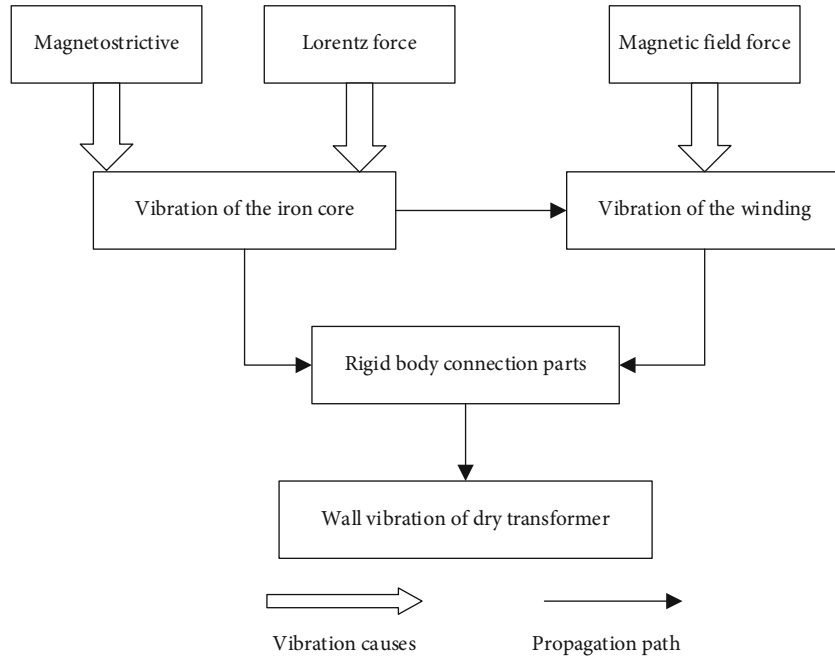 Magnetostrictive
Lorentz force
Magnetic field force
Vibration of the iron core
Vibration of the winding
Rigid body connection parts
Wall vibration of dry transformer
Vibration causes
Propagation path